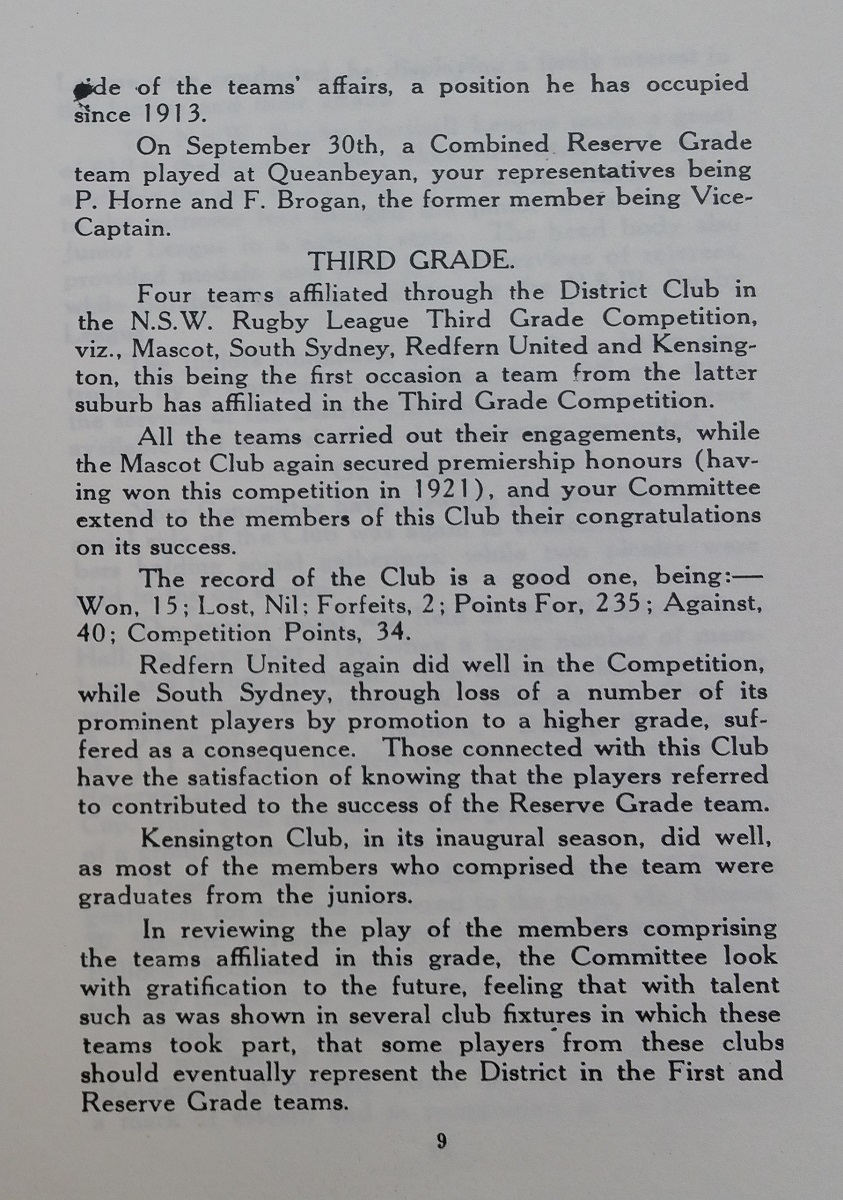 ide of the teams' affairs, a position he has occupied
since 1913.
On September 30th, a Combined Reserve Grade
team played at Queanbeyan, your representatives being
P. Horne and F. Brogan, the former member being Vice-
Captain.
THIRD GRADE.
Four teams affiliated through the District Club in
the N.S.W. Rugby League Third Grade Competition,
viz., Mascot, South Sydney, Redfern United and Kensing-
ton, this being the first occasion a team from the latter
suburb has affiliated in the Third Grade Competition.
All the teams carried out their engagements, while
the Mascot Club again secured premiership honours (hav-
ing won this competition in 1921), and your Committee
extend to the members of this Club their congratulations
on its success.
The record of the Club is a good one, being:—
Won, 15; Lost, Nil; Forfeits, 2; Points For, 235; Against,
40; Competition Points, 34.
Redfern United again did well in the Competition,
while South Sydney, through loss of a number of its
prominent players by promotion to a higher grade, suf-
fered as a consequence. Those connected with this Club
have the satisfaction of knowing that the players referred
to contributed to the success of the Reserve Grade team.
Kensington Club, in its inaugural season, did well,
as most of the members who comprised the team were
graduates from the juniors.
In reviewing the play of the members comprising
the teams affiliated in this grade, the Committee look
with gratification to the future, feeling that with talent
such as was shown in several club fixtures in which these
teams took part, that some players from these clubs
should eventually represent the District in the First and
Reserve Grade teams.
9